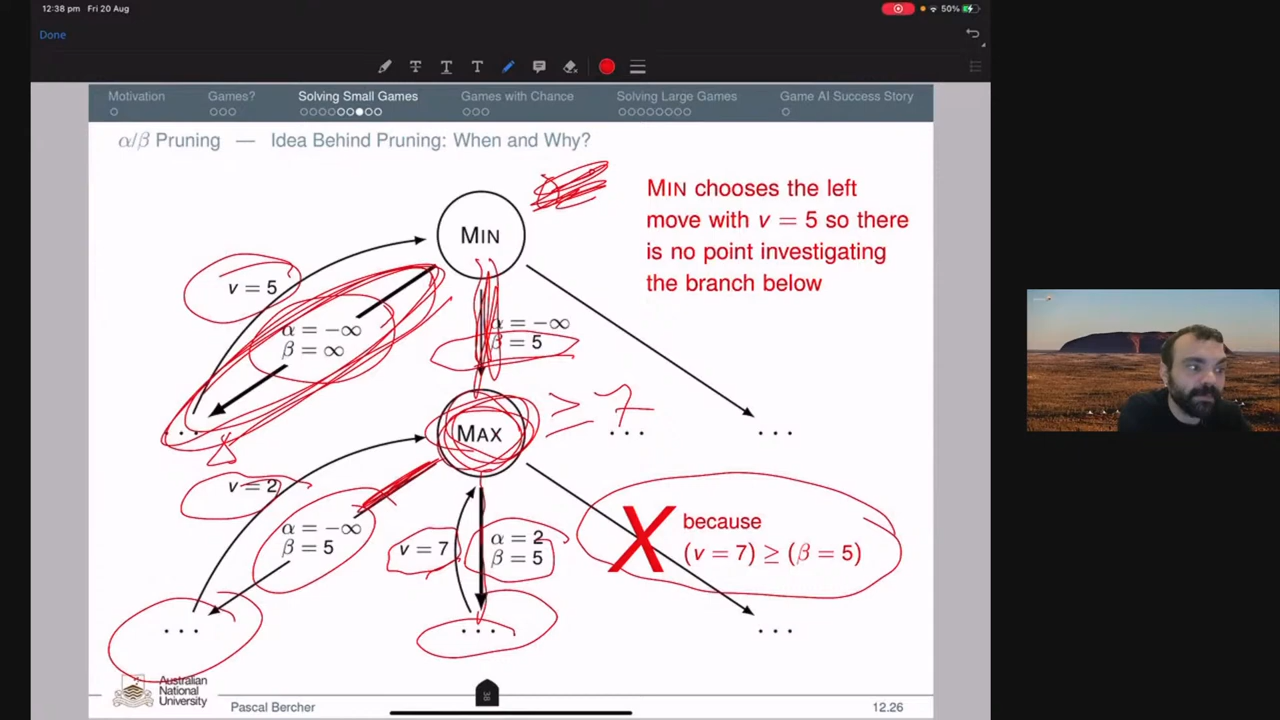 12:38 pm Fri 20 Aug
50%
Done
Motivation
Games?
Solving Small Games
Games with Chance
Solving Large Games
Game AI Success Story
α/β Pruning — Idea Behind Pruning: When and Why?
MIN
MIN chooses the left
move with v = 5 so there
is no point investigating
the branch below
v = 5
α = −∞
β = ∞
α = −∞
β = 5
MAX
≥ 7
. . .
. . .
. . .
v = 2
α = −∞
β = 5
v = 7
α = 2
β = 5
X because
(v = 7) ≥ (β = 5)
. . .
. . .
. . .
Australian
National
University
Pascal Bercher
38
12.26